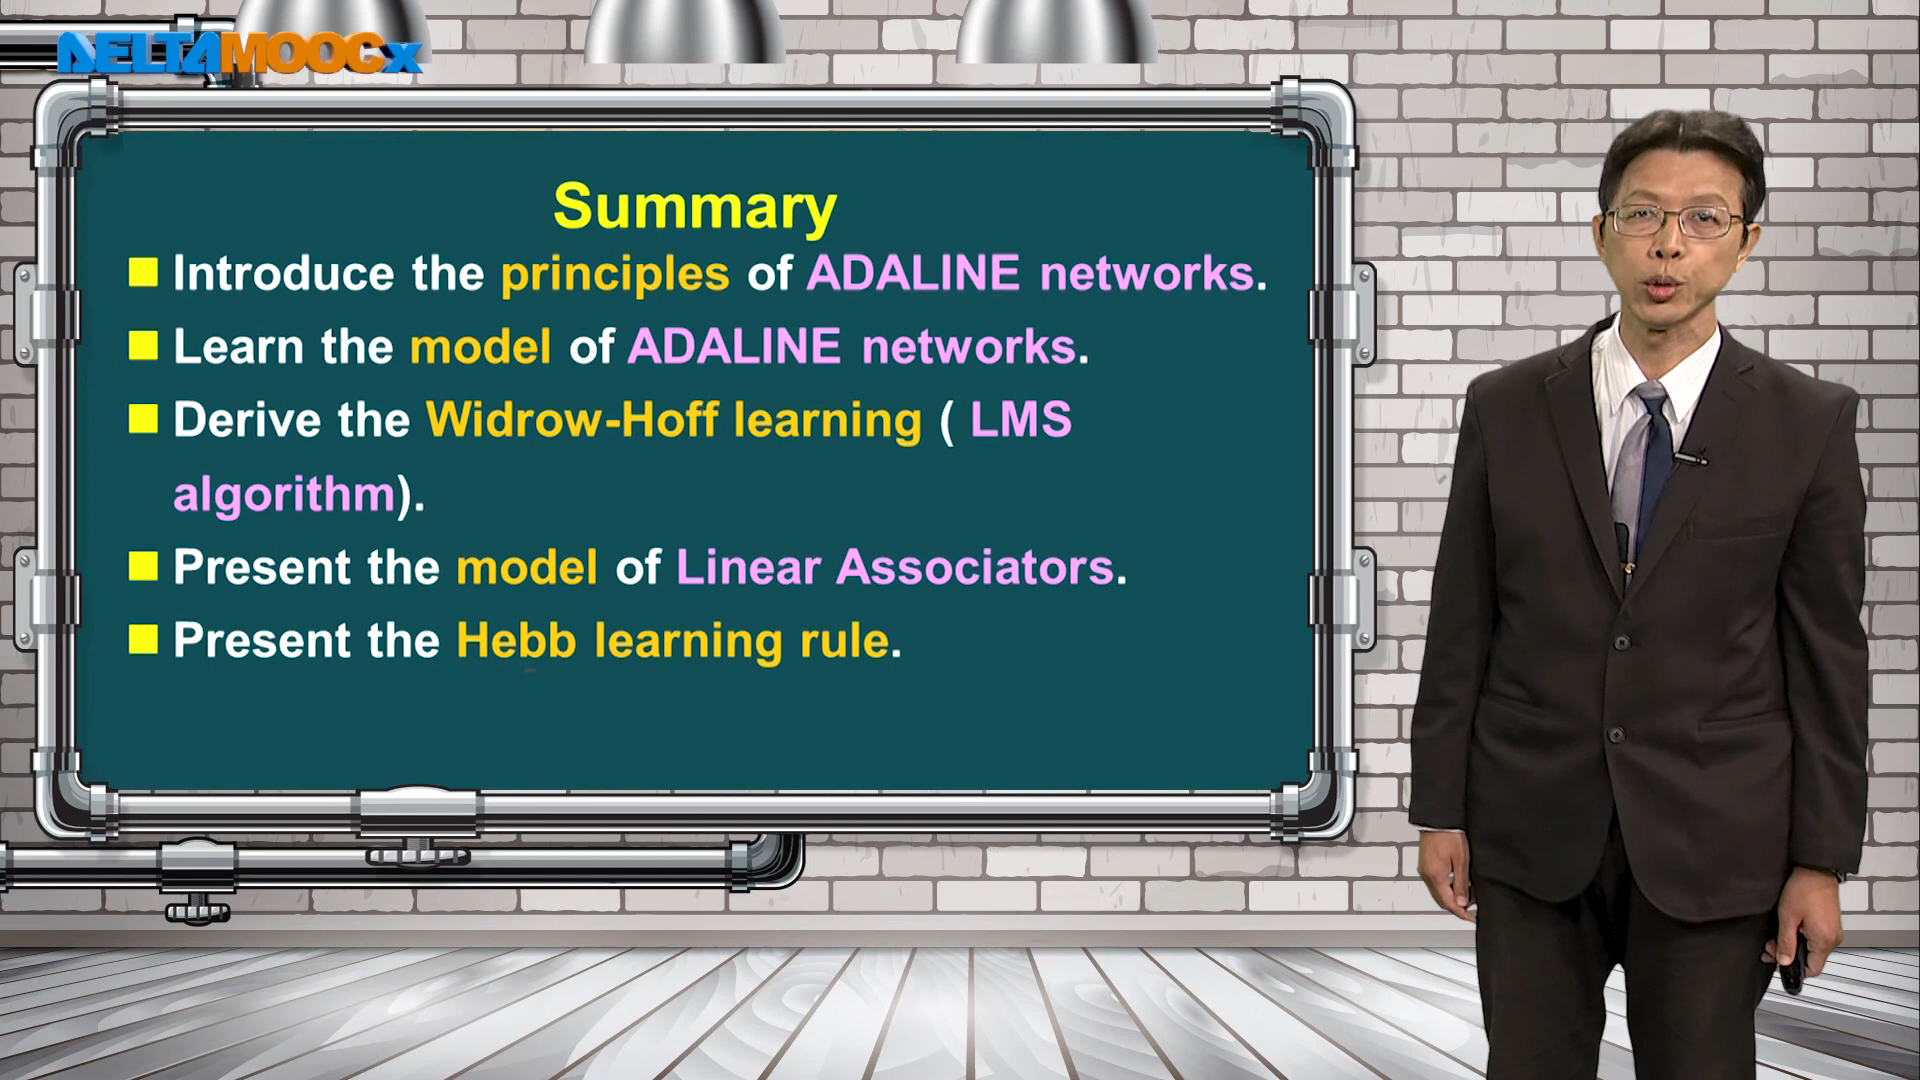 DELTAMOOCx
Summary
Introduce the principles of ADALINE networks.
Learn the model of ADALINE networks.
Derive the Widrow-Hoff learning ( LMS
algorithm).
Present the model of Linear Associators.
Present the Hebb learning rule.